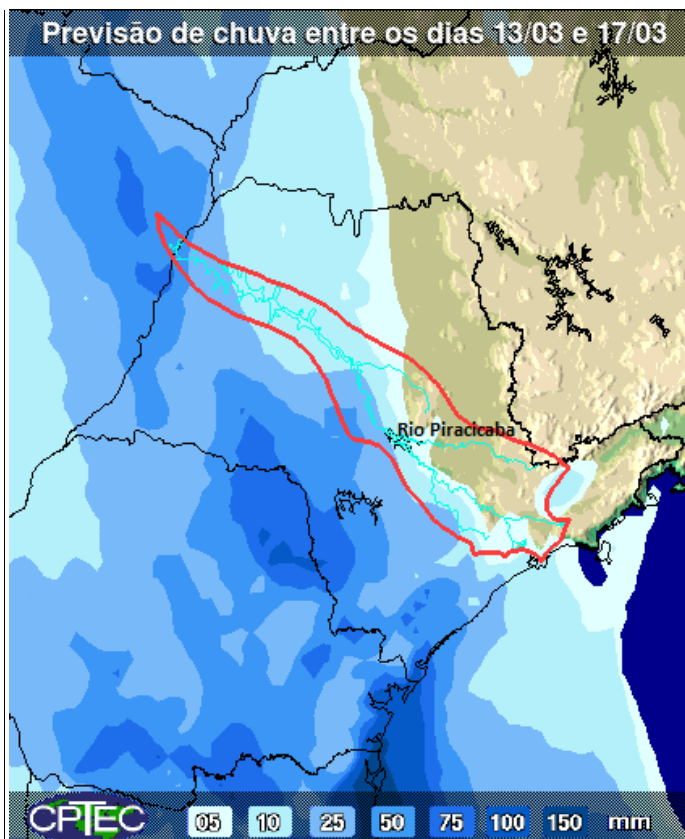 Previsão de chuva entre os dias 13/03 e 17/03
Rio Piracicaba
CPTEC 05 10 25 50 75 100 150 mm